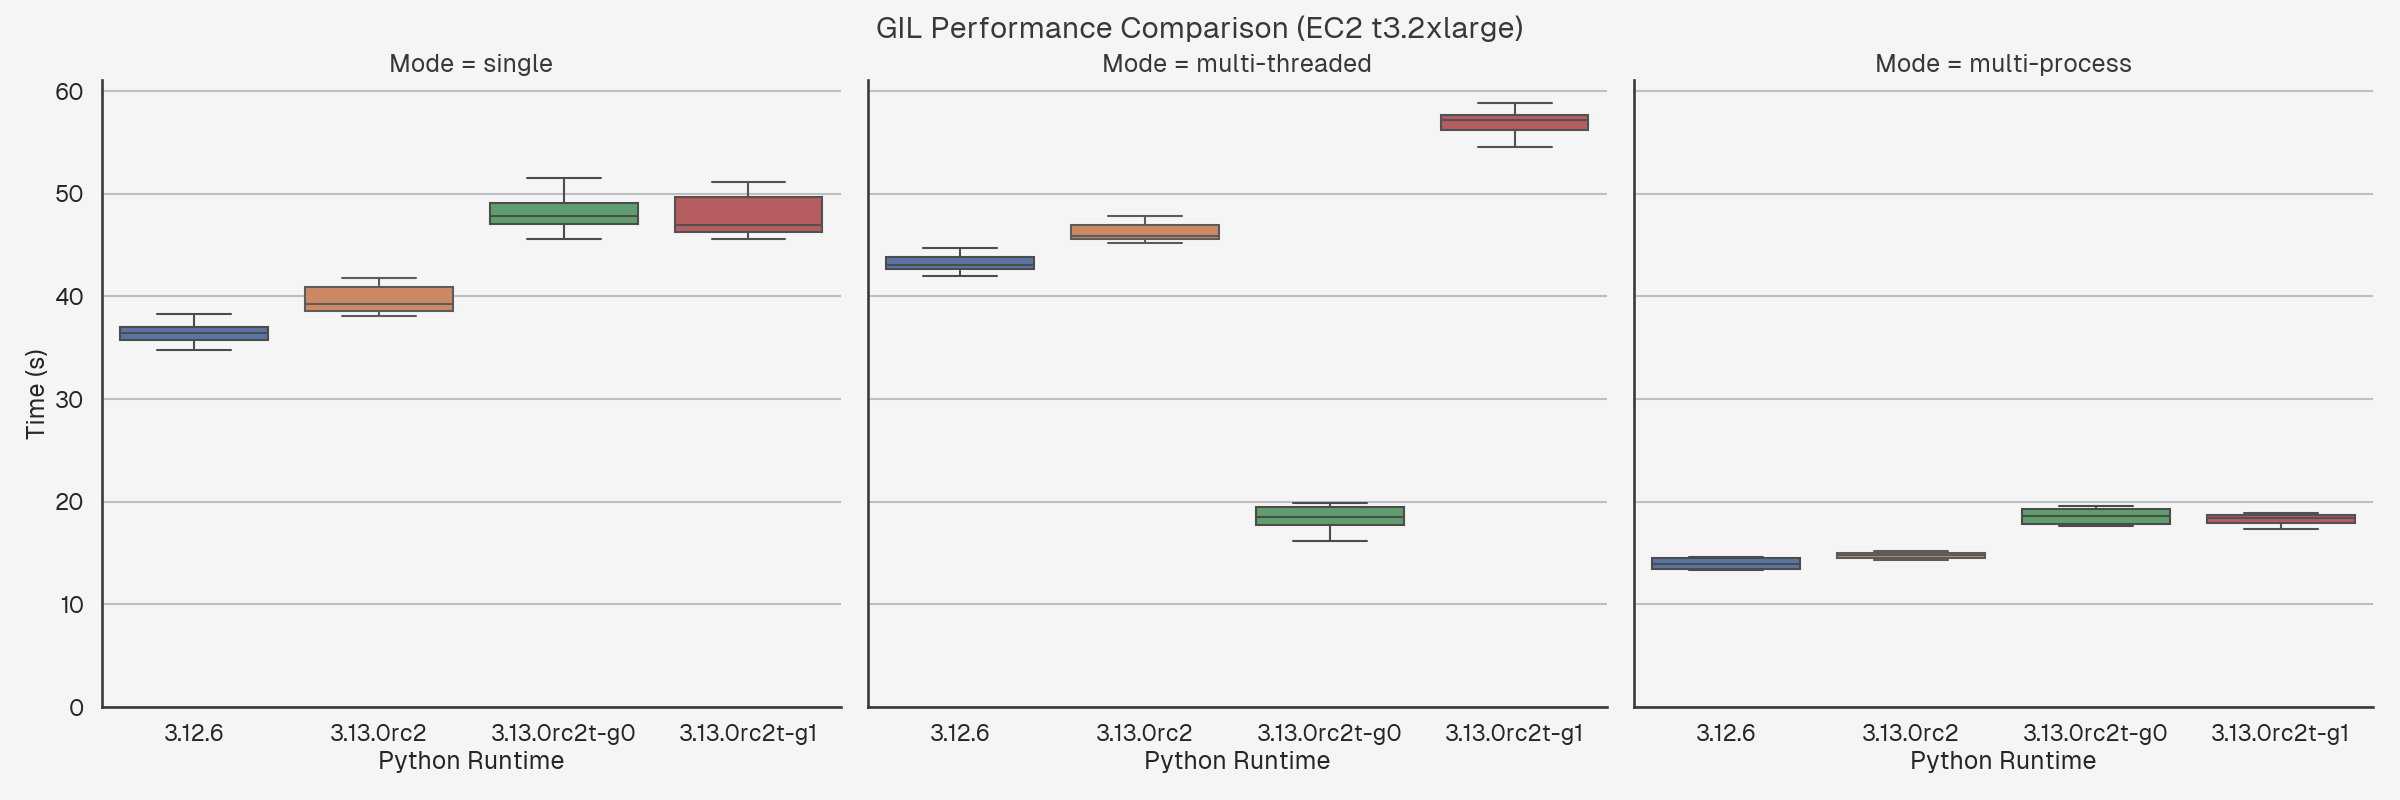 GIL Performance Comparison (EC2 t3.2xlarge)
Mode = single
Mode = multi-threaded
Mode = multi-process
Time (s)
60
50
40
30
20
10
0
3.12.6 3.13.0rc2 3.13.0rc2t-g0 3.13.0rc2t-g1
Python Runtime
3.12.6 3.13.0rc2 3.13.0rc2t-g0 3.13.0rc2t-g1
Python Runtime
3.12.6 3.13.0rc2 3.13.0rc2t-g0 3.13.0rc2t-g1
Python Runtime